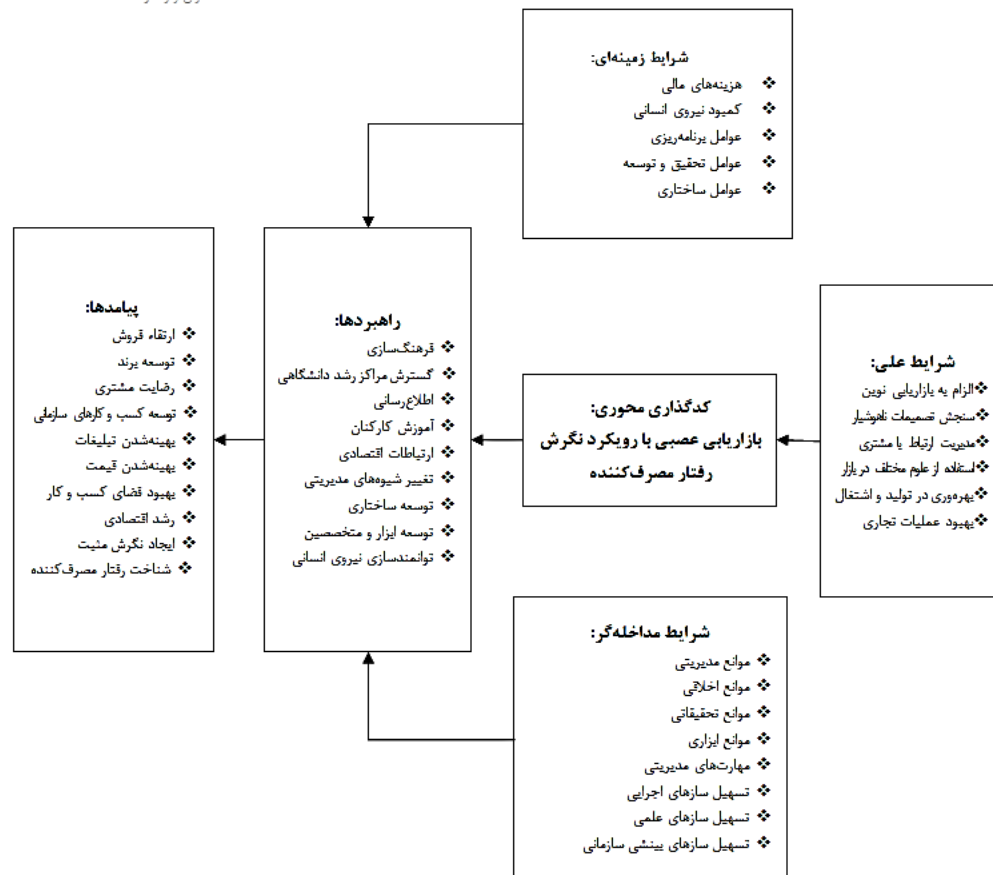 شرایط زمینه‌ای:
❖ هزینه‌های مالی
❖ کمبود نیروی انسانی
❖ عوامل برنامه‌ریزی
❖ عوامل تحقیق و توسعه
❖ عوامل ساختاری
شرایط علی:
❖ الزام به بازاریابی نوین
❖ سنجش تصمیمات ناهوشیار
❖ مدیریت ارتباط با مشتری
❖ استفاده از علوم مختلف در بازار
❖ بهره‌وری در تولید و اشتغال
❖ بهبود عملیات تجاری
کدگذاری محوری:
بازاریابی عصبی با رویکرد نگرش
رفتار مصرف‌کننده
راهبردها:
❖ فرهنگ‌سازی
❖ گسترش مراکز رشد دانشگاهی
❖ اطلاع‌رسانی
❖ آموزش کارکنان
❖ ارتباطات اقتصادی
❖ تغییر شیوه‌های مدیریتی
❖ توسعه ساختاری
❖ توسعه ابزار و متخصصین
❖ توانمندسازی نیروی انسانی
پیامدها:
❖ ارتقاء فروش
❖ توسعه برند
❖ رضایت مشتری
❖ توسعه کسب و کارهای سازمانی
❖ بهینه‌شدن تبلیغات
❖ بهینه‌شدن قیمت
❖ بهبود فضای کسب و کار
❖ رشد اقتصادی
❖ ایجاد نگرش مثبت
❖ شناخت رفتار مصرف‌کننده
شرایط مداخله‌گر:
❖ موانع مدیریتی
❖ موانع اخلاقی
❖ موانع تحقیقاتی
❖ موانع ابزاری
❖ مهارت‌های مدیریتی
❖ تسهیل سازهای اجرایی
❖ تسهیل سازهای علمی
❖ تسهیل سازهای بینشی سازمانی